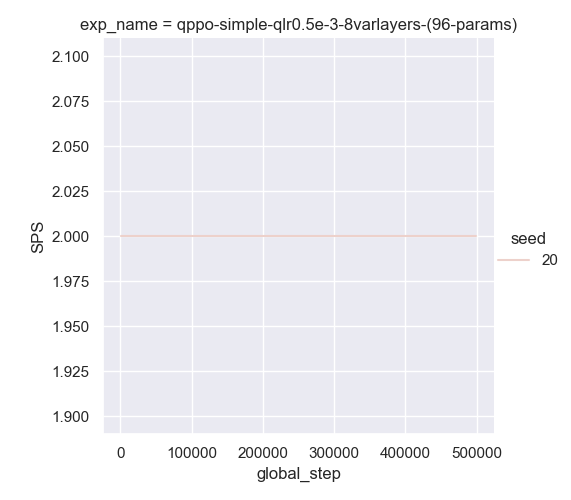 exp_name = qppo-simple-qlr0.5e-3-8varlayers-(96-params)
2.100
2.075
2.050
2.025
2.000
1.975
1.950
1.925
1.900
SPS
0 100000 200000 300000 400000 500000
global_step
seed
20